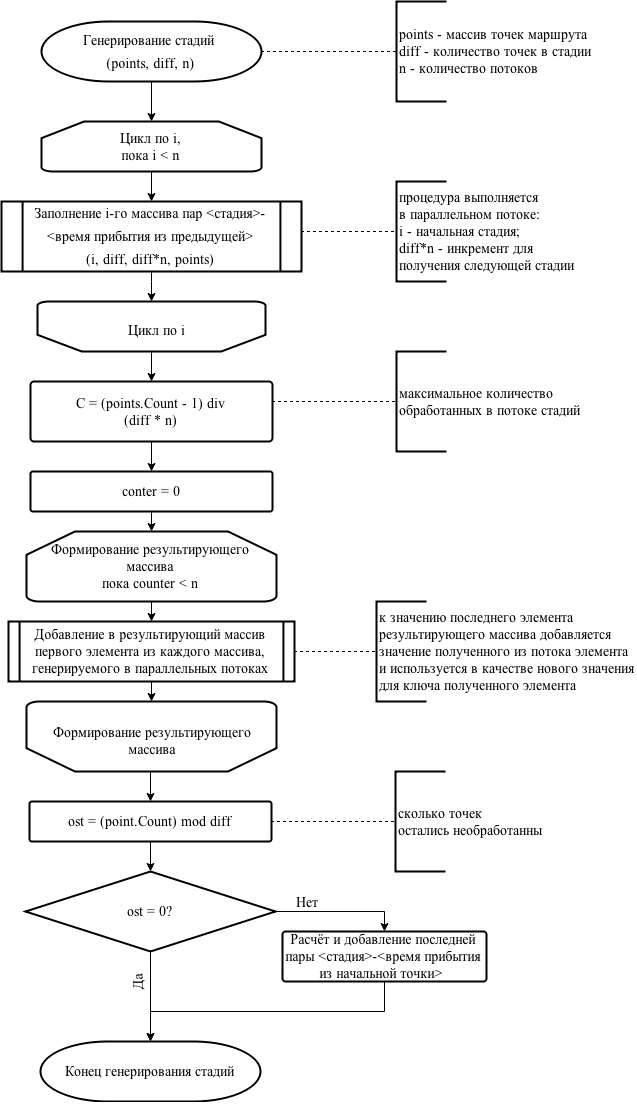 Генерирование стадий
(points, diff, n)
points - массив точек маршрута
diff - количество точек в стадии
n - количество потоков
Цикл по i,
пока i < n
Заполнение i-го массива пар <стадия>-
<время прибытия из предыдущей>
(i, diff, diff*n, points)
процедура выполняется
в параллельном потоке:
i - начальная стадия;
diff*n - инкремент для
получения следующей стадии
Цикл по i
C = (points.Count - 1) div
(diff * n)
максимальное количество
обработанных в потоке стадий
conter = 0
Формирование результирующего
массива
пока counter < n
Добавление в результирующий массив
первого элемента из каждого массива,
генерируемого в параллельных потоках
к значению последнего элемента
результирующего массива добавляется
значение полученного из потока элемента
и используется в качестве нового значения
для ключа полученного элемента
Формирование результирующего
массива
ost = (point.Count) mod diff
сколько точек
остались необработанны
ost = 0?
Нет
Расчёт и добавление последней
пары <стадия>-<время прибытия
из начальной точки>
Да
Конец генерирования стадий